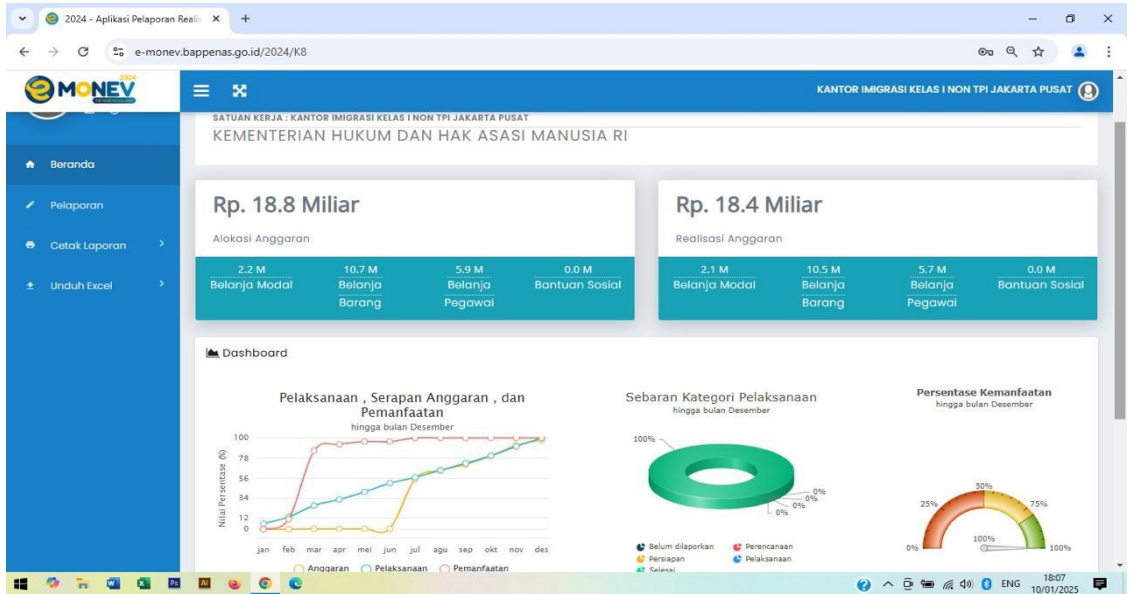 2024 - Aplikasi Pelaporan Realis
e-monev.bappenas.go.id/2024/K8
2024
eMONEV
KANTOR IMIGRASI KELAS I NON TPI JAKARTA PUSAT
SATUAN KERJA : KANTOR IMIGRASI KELAS I NON TPI JAKARTA PUSAT
KEMENTERIAN HUKUM DAN HAK ASASI MANUSIA RI
Beranda
Pelaporan
Cetak Laporan
Unduh Excel
Rp. 18.8 Miliar
Alokasi Anggaran
2.2 M
Belanja Modal
10.7 M
Belanja
Barang
5.9 M
Belanja
Pegawai
0.0 M
Bantuan Sosial
Rp. 18.4 Miliar
Realisasi Anggaran
2.1 M
Belanja Modal
10.5 M
Belanja
Barang
5.7 M
Belanja
Pegawai
0.0 M
Bantuan Sosial
Dashboard
Pelaksanaan , Serapan Anggaran , dan
Pemanfaatan
hingga bulan Desember
Nilai Persentase (%)
100
78
56
34
12
0
jan feb mar apr mei jun jul agu sep okt nov des
Anggaran Pelaksanaan Pemanfaatan
Sebaran Kategori Pelaksanaan
hingga bulan Desember
100%
0%
0%
0%
0%
Belum dilaporkan Perencanaan
Persiapan Pelaksanaan
Selesai
Persentase Kemanfaatan
hingga bulan Desember
50%
25% 75%
100%
0% 100%
ENG
18:07
10/01/2025